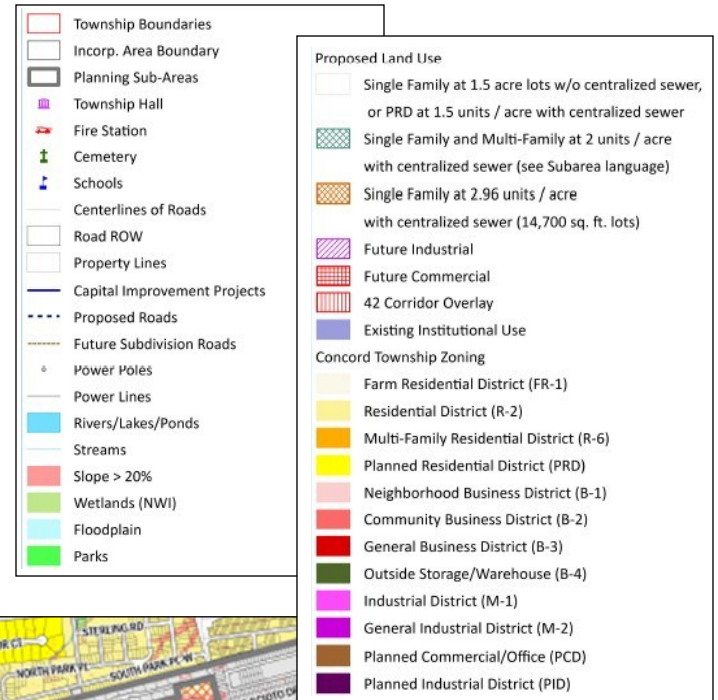 Township Boundaries
Incorp. Area Boundary
Planning Sub-Areas
Township Hall
Fire Station
Cemetery
Schools
Centerlines of Roads
Road ROW
Property Lines
Capital Improvement Projects
Proposed Roads
Future Subdivision Roads
Power Poles
Power Lines
Rivers/Lakes/Ponds
Streams
Slope > 20%
Wetlands (NWI)
Floodplain
Parks
Proposed Land Use
Single Family at 1.5 acre lots w/o centralized sewer,
or PRD at 1.5 units / acre with centralized sewer
Single Family and Multi-Family at 2 units / acre
with centralized sewer (see Subarea language)
Single Family at 2.96 units / acre
with centralized sewer (14,700 sq. ft. lots)
Future Industrial
Future Commercial
42 Corridor Overlay
Existing Institutional Use
Concord Township Zoning
Farm Residential District (FR-1)
Residential District (R-2)
Multi-Family Residential District (R-6)
Planned Residential District (PRD)
Neighborhood Business District (B-1)
Community Business District (B-2)
General Business District (B-3)
Outside Storage/Warehouse (B-4)
Industrial District (M-1)
General Industrial District (M-2)
Planned Commercial/Office (PCD)
Planned Industrial District (PID)
STERLING RD
NORTH PARK PL
SOUTH PARK PL W